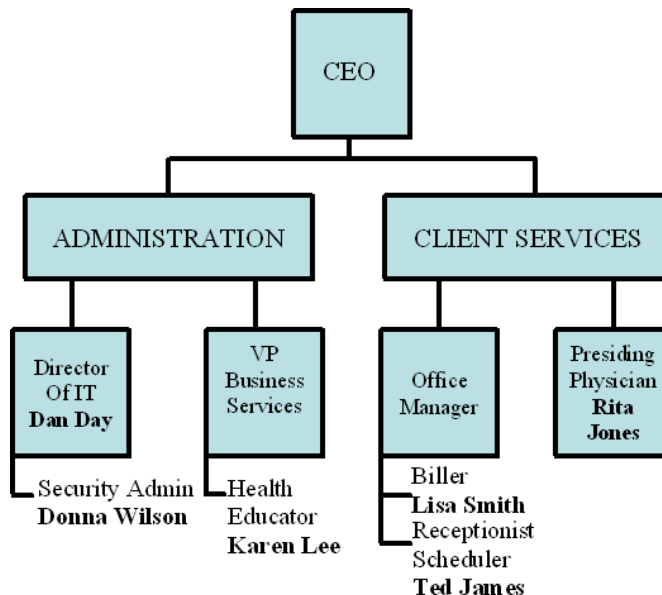 CEO
ADMINISTRATION
CLIENT SERVICES
Director
Of IT
Dan Day
VP
Business
Services
Office
Manager
Presiding
Physician
Rita
Jones
Security Admin
Donna Wilson
Health
Educator
Karen Lee
Biller
Lisa Smith
Receptionist
Scheduler
Ted James